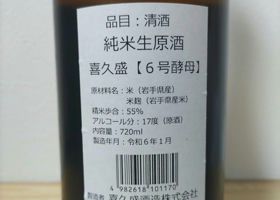 品目：清酒
純米生原酒
喜久盛【６号酵母】
原材料名：米（岩手県産）
米麹（岩手県産米）
精米歩合：55%
アルコール分：17度（原酒）
内容量：720ml
製造年月：令和６年１月
4 982618 101170
製造者 喜久盛酒造株式会社